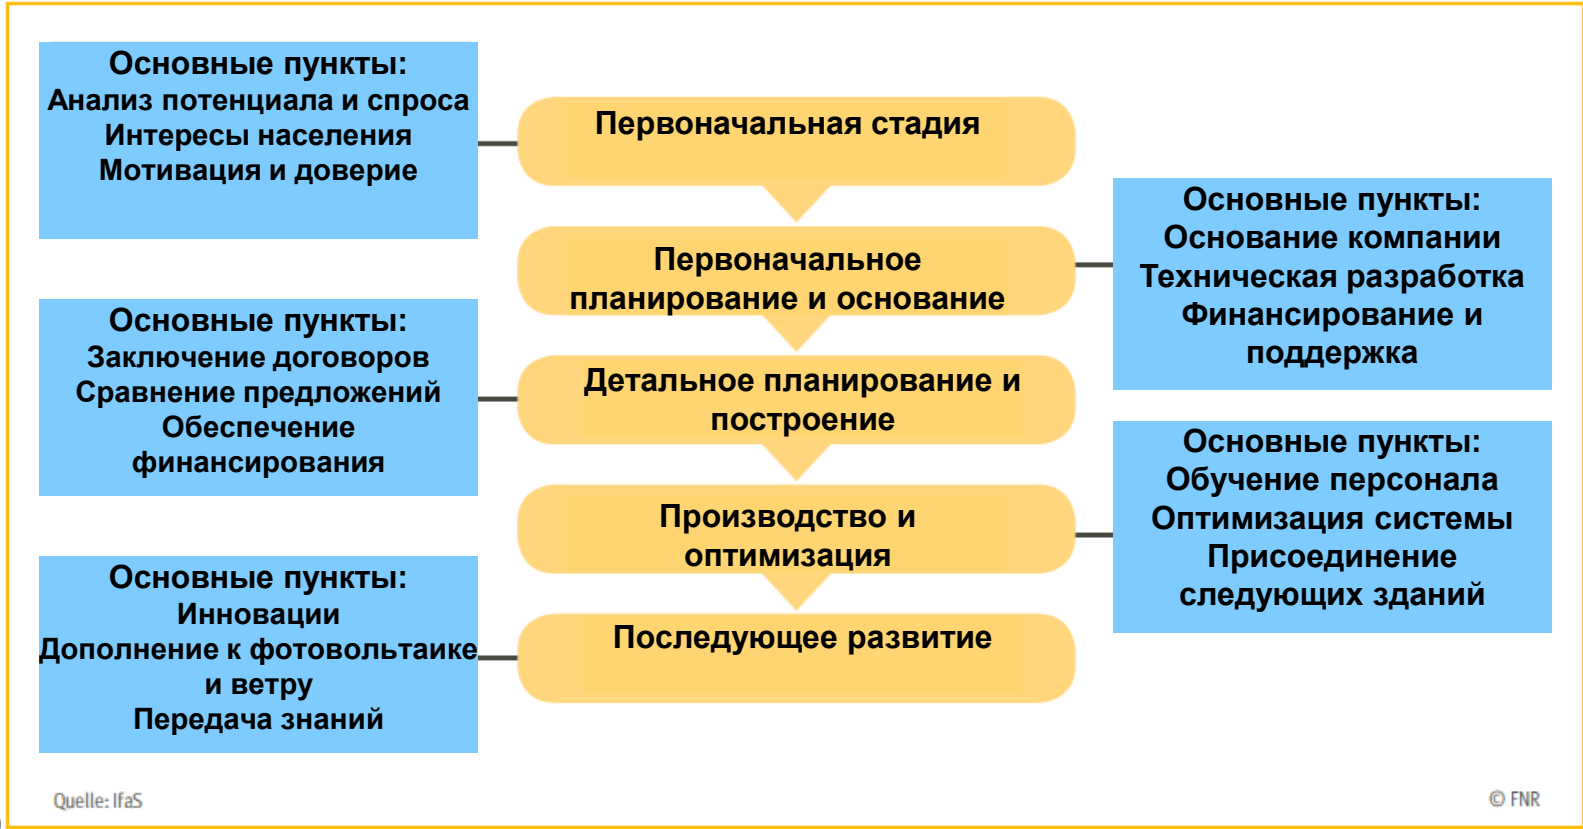 Основные пункты:
Анализ потенциала и спроса
Интересы населения
Мотивация и доверие
Первоначальная стадия
Первоначальное
планирование и основание
Основные пункты:
Основание компании
Техническая разработка
Финансирование и
поддержка
Основные пункты:
Заключение договоров
Сравнение предложений
Обеспечение
финансирования
Детальное планирование и
построение
Производство и
оптимизация
Основные пункты:
Обучение персонала
Оптимизация системы
Присоединение
следующих зданий
Основные пункты:
Инновации
Дополнение к фотовольтаике
и ветру
Передача знаний
Последующее развитие
Quelle: IfaS
© FNR